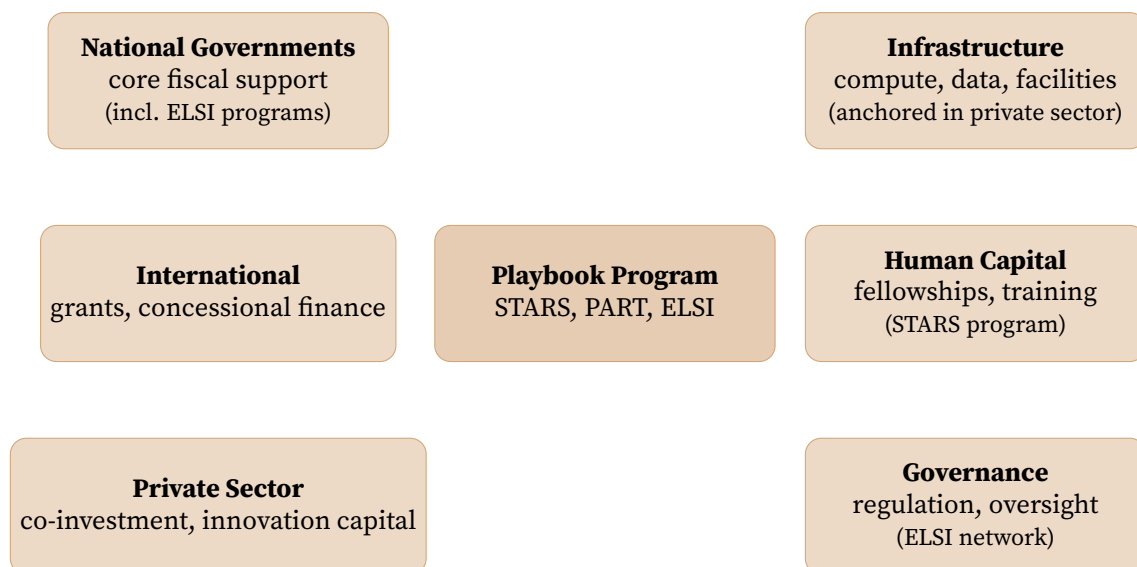 National Governments
core fiscal support
(incl. ELSI programs)
Infrastructure
compute, data, facilities
(anchored in private sector)
International
grants, concessional finance
Playbook Program
STARS, PART, ELSI
Human Capital
fellowships, training
(STARS program)
Private Sector
co-investment, innovation capital
Governance
regulation, oversight
(ELSI network)